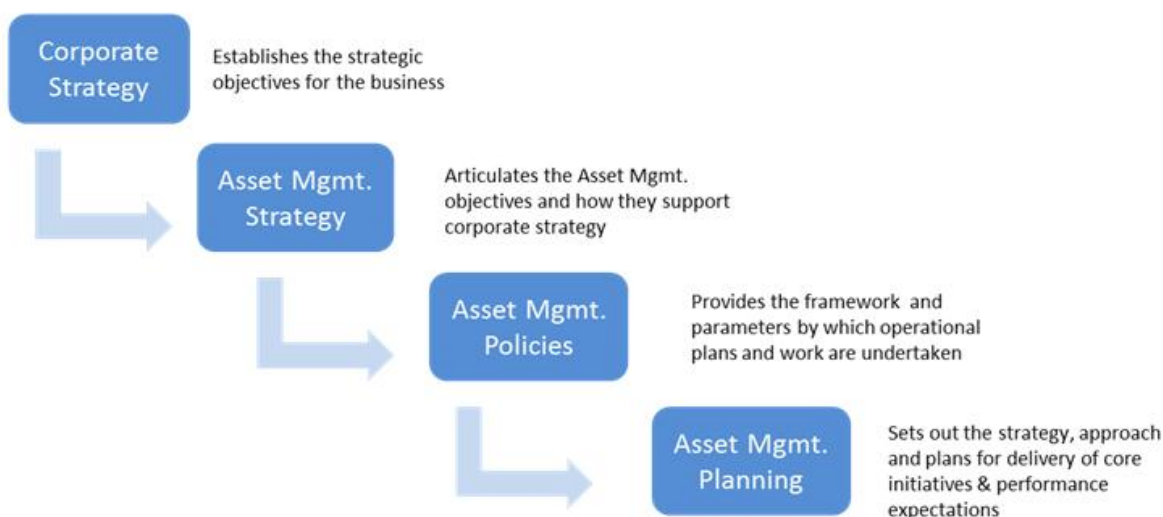 Corporate
Strategy
Establishes the strategic
objectives for the business
Asset Mgmt.
Strategy
Articulates the Asset Mgmt.
objectives and how they support
corporate strategy
Asset Mgmt.
Policies
Provides the framework and
parameters by which operational
plans and work are undertaken
Asset Mgmt.
Planning
Sets out the strategy, approach
and plans for delivery of core
initiatives & performance
expectations